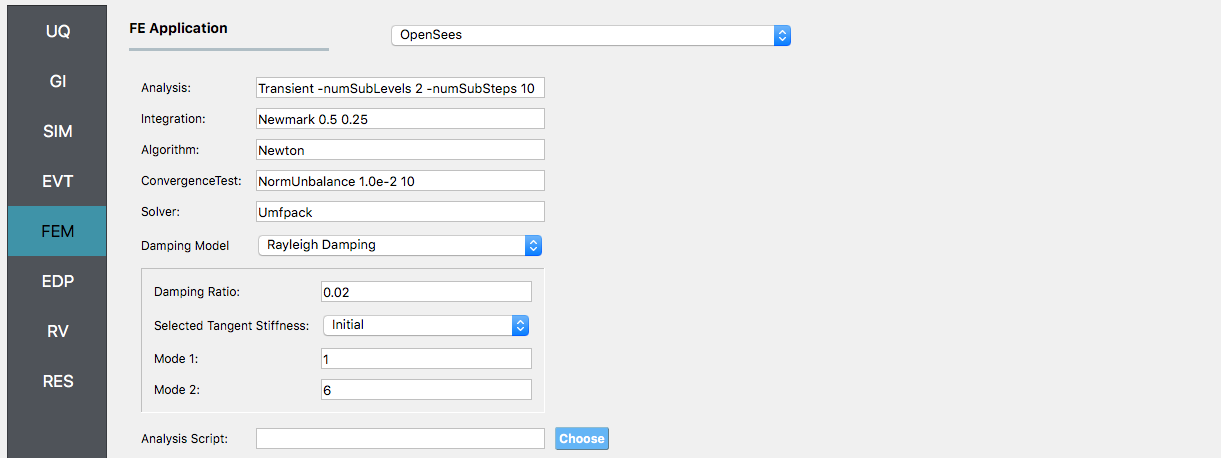 UQ
GI
SIM
EVT
FEM
EDP
RV
RES
FE Application
OpenSees
Analysis: Transient -numSubLevels 2 -numSubSteps 10
Integration: Newmark 0.5 0.25
Algorithm: Newton
ConvergenceTest: NormUnbalance 1.0e-2 10
Solver: Umfpack
Damping Model Rayleigh Damping
Damping Ratio: 0.02
Selected Tangent Stiffness: Initial
Mode 1: 1
Mode 2: 6
Analysis Script: Choose